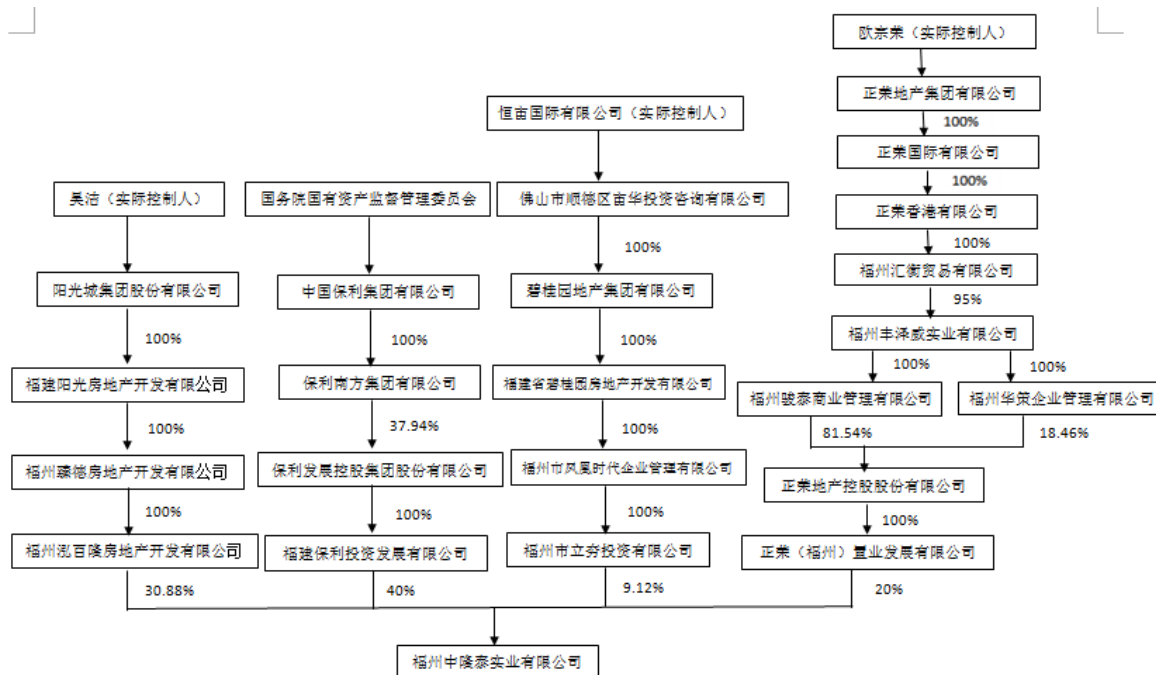 欧宗荣（实际控制人）
正荣地产集团有限公司
100%
恒宙国际有限公司（实际控制人）
正荣国际有限公司
100%
吴洁（实际控制人）
国务院国有资产监督管理委员会
佛山市顺德区宙华投资咨询有限公司
正荣香港有限公司
100%
100%
阳光城集团股份有限公司
中国保利集团有限公司
碧桂园地产集团有限公司
福州汇衡贸易有限公司
95%
100%
100%
100%
福州丰泽威实业有限公司
100%
100%
福建阳光房地产开发有限公司
保利南方集团有限公司
福建省碧桂园房地产开发有限公司
福州骏泰商业管理有限公司
福州华策企业管理有限公司
100%
37.94%
100%
81.54%
18.46%
福州臻德房地产开发有限公司
保利发展控股集团股份有限公司
福州市凤凰时代企业管理有限公司
正荣地产控股股份有限公司
100%
100%
100%
100%
福州泓百隆房地产开发有限公司
福建保利投资发展有限公司
福州市立夯投资有限公司
正荣（福州）置业发展有限公司
30.88%
40%
9.12%
20%
福州中隆泰实业有限公司